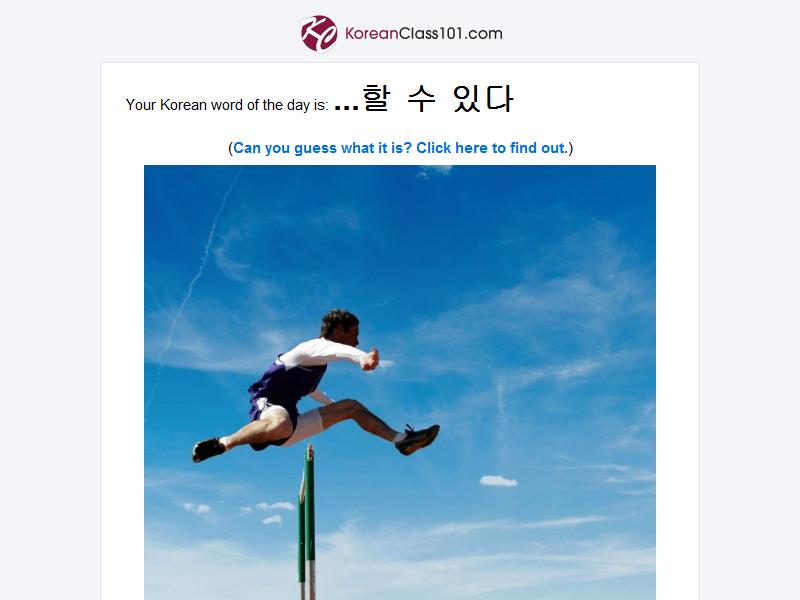 KoreanClass101.com
Your Korean word of the day is: ...할 수 있다
(Can you guess what it is? Click here to find out.)